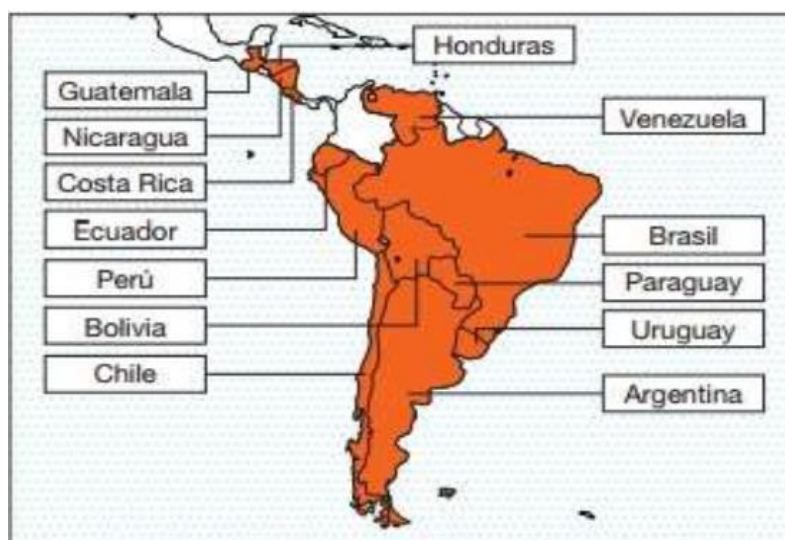 Honduras
Guatemala
Venezuela
Nicaragua
Costa Rica
Ecuador
Brasil
Perú
Paraguay
Bolivia
Uruguay
Chile
Argentina